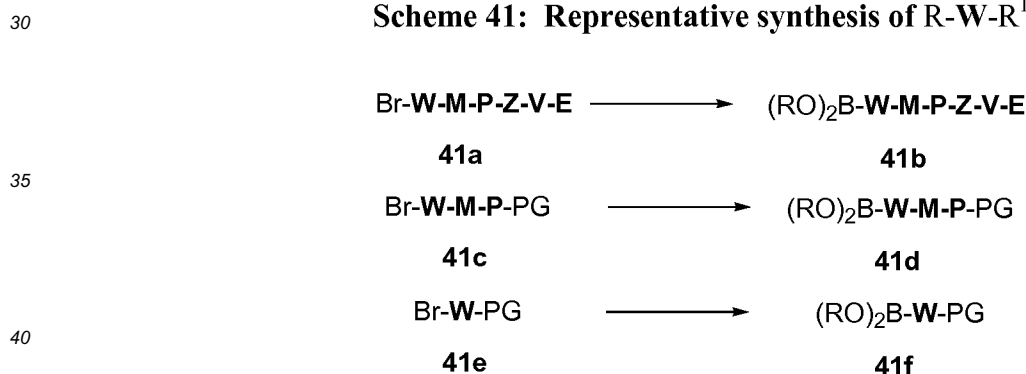 30 Scheme 41: Representative synthesis of R-W-R¹
Br-W-M-P-Z-V-E (RO)₂B-W-M-P-Z-V-E
41a 41b
35
Br-W-M-P-PG (RO)₂B-W-M-P-PG
41c 41d
Br-W-PG (RO)₂B-W-PG
40
41e 41f